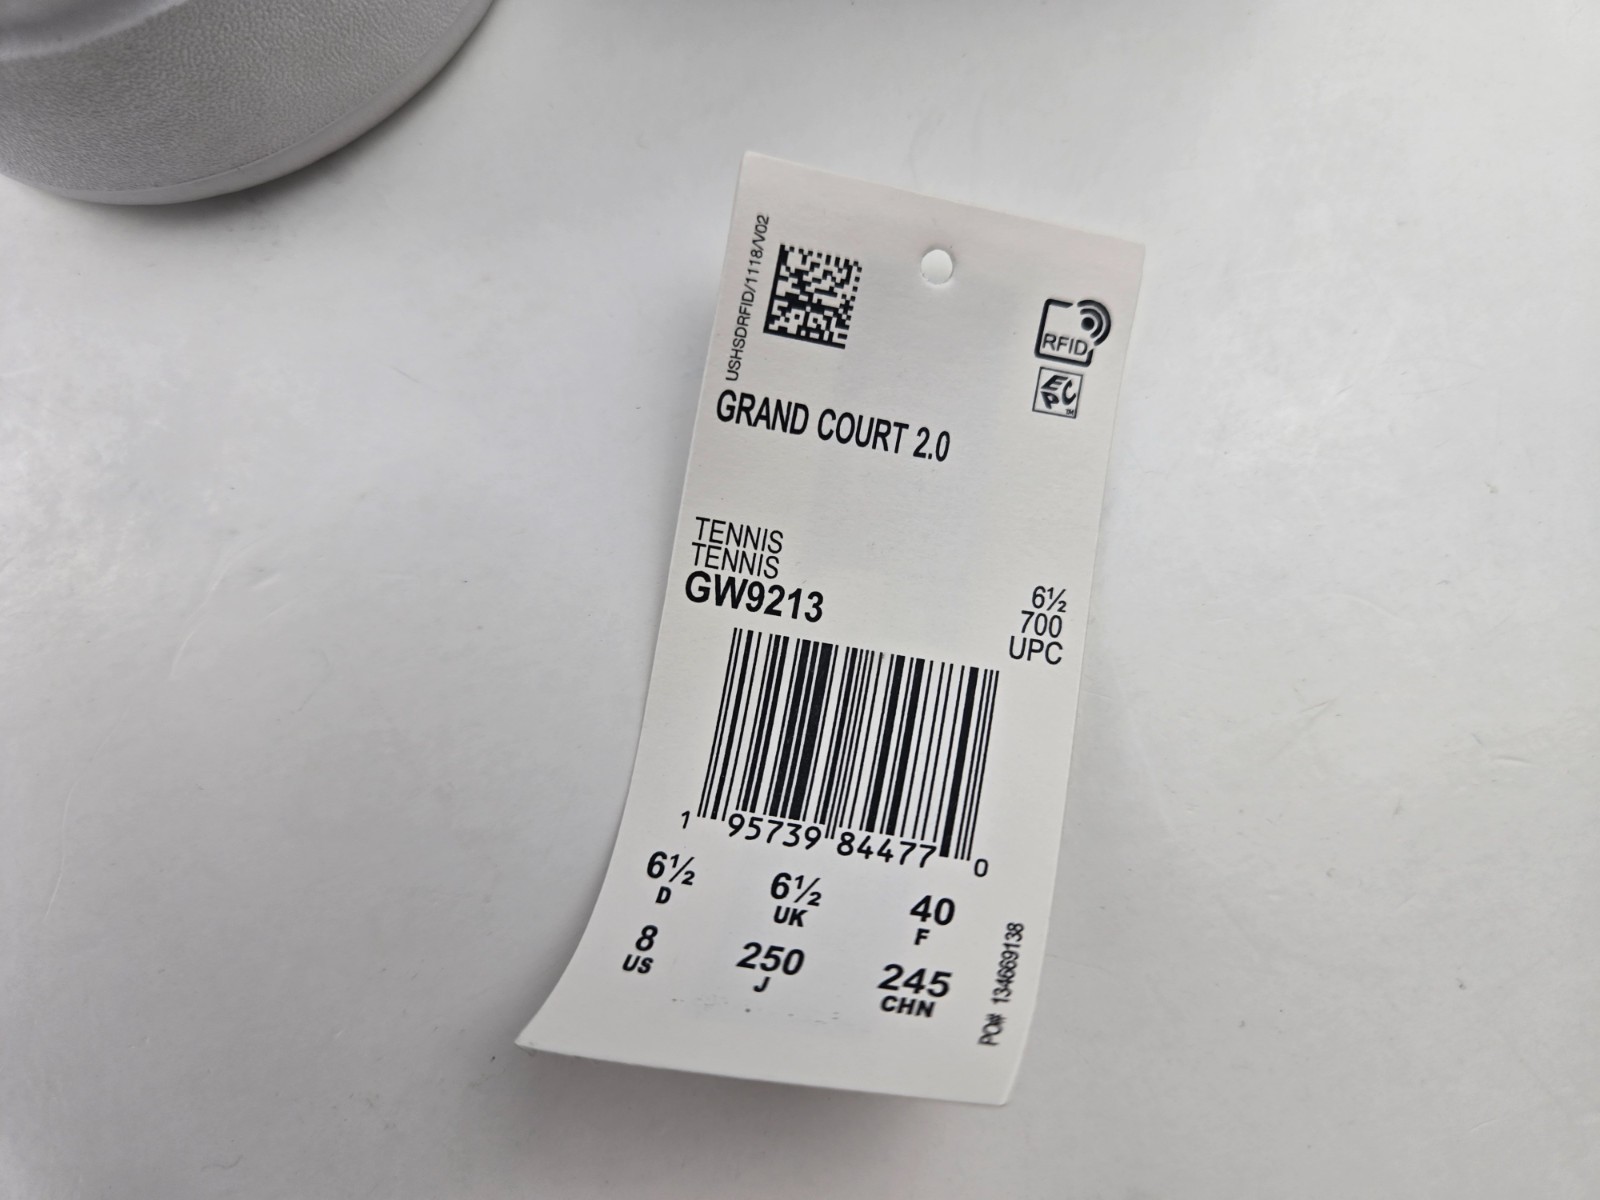 USHSDRFID/1118/V02
RFID
EPC TM
GRAND COURT 2.0
TENNIS
TENNIS
GW9213
6½
700
UPC
1 95739 84477 0
6½ 6½ 40
D UK F
8 250 245
US J CHN
PO# 134669138